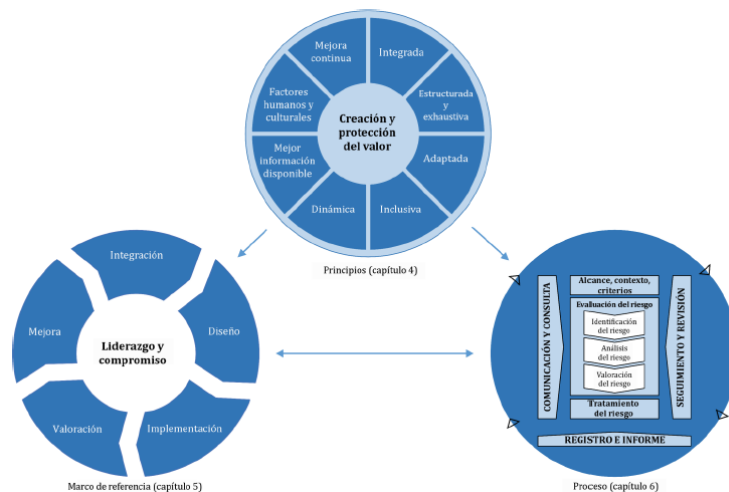 Mejora
continua
Integrada
Factores
humanos y
culturales
Estructurada
y
exhaustiva
Creación y
protección
del valor
Mejor
información
disponible
Adaptada
Dinámica
Inclusiva
Principios (capítulo 4)
Integración
Mejora
Diseño
Liderazgo y
compromiso
Valoración
Implementación
Marco de referencia (capítulo 5)
COMUNICACIÓN Y CONSULTA
Alcance, contexto,
criterios
Evaluación del riesgo
Identificación
del riesgo
Análisis
del riesgo
Valoración
del riesgo
Tratamiento
del riesgo
SEGUIMIENTO Y REVISIÓN
REGISTRO E INFORME
Proceso (capítulo 6)